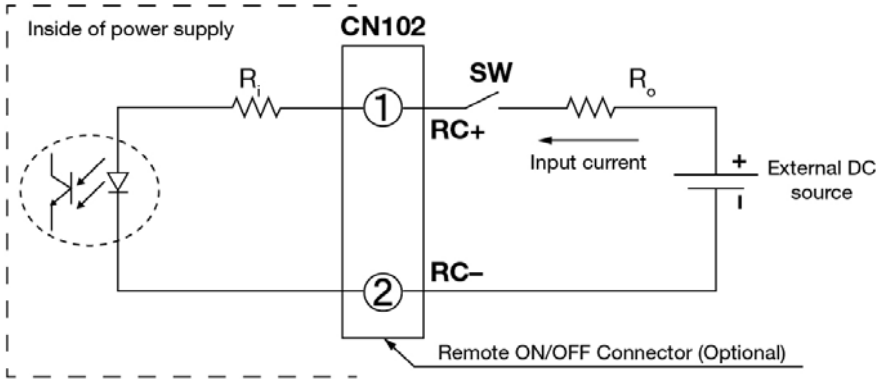 Inside of power supply
CN102
SW
Ri
Ro
1
RC+
Input current
+
External DC
source
–
RC–
2
Remote ON/OFF Connector (Optional)